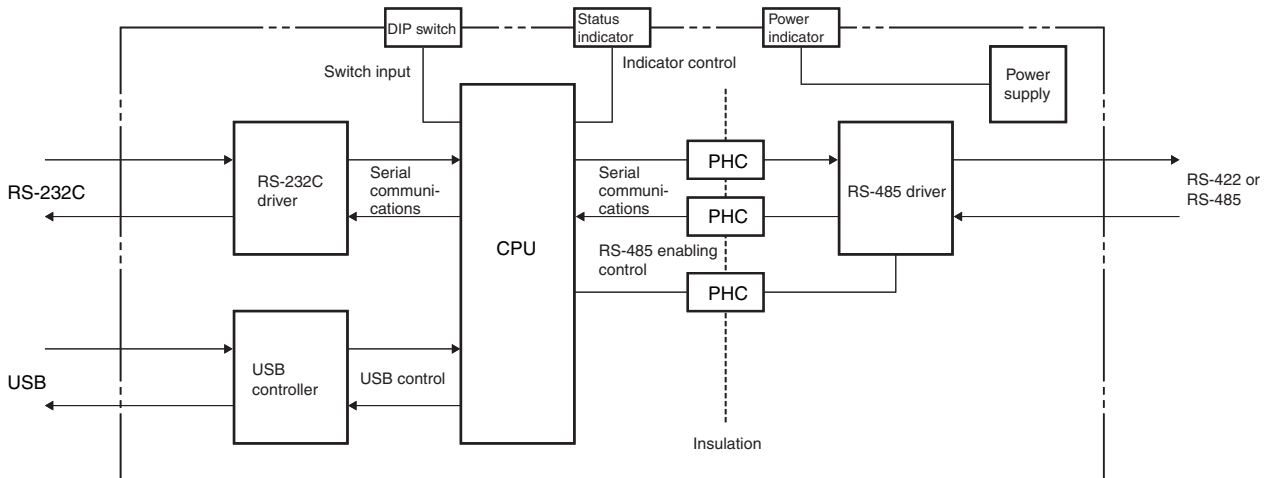 DIP switch
Status
indicator
Power
indicator
Switch input
Indicator control
Power
supply
RS-232C
RS-232C
driver
Serial
communi-
cations
CPU
PHC
Serial
communi-
cations
PHC
RS-485 enabling
control
PHC
RS-485 driver
RS-422 or
RS-485
USB
USB
controller
USB control
Insulation